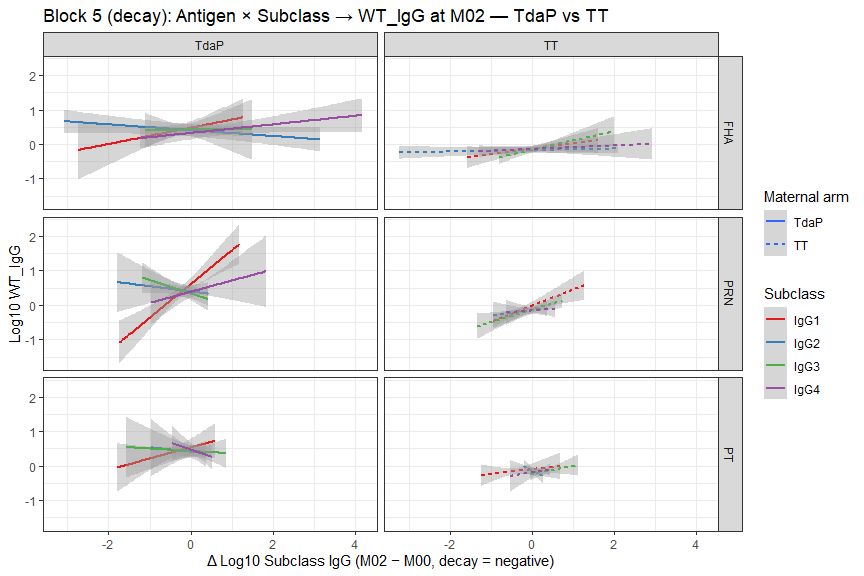 Block 5 (decay): Antigen × Subclass → WT_IgG at M02 — TdaP vs TT
TdaP
TT
2
1
0
-1
FHA
2
1
0
-1
PRN
2
1
0
-1
PT
Log10 WT_IgG
-2
0
2
4
-2
0
2
4
Δ Log10 Subclass IgG (M02 − M00, decay = negative)
Maternal arm
TdaP
TT
Subclass
IgG1
IgG2
IgG3
IgG4